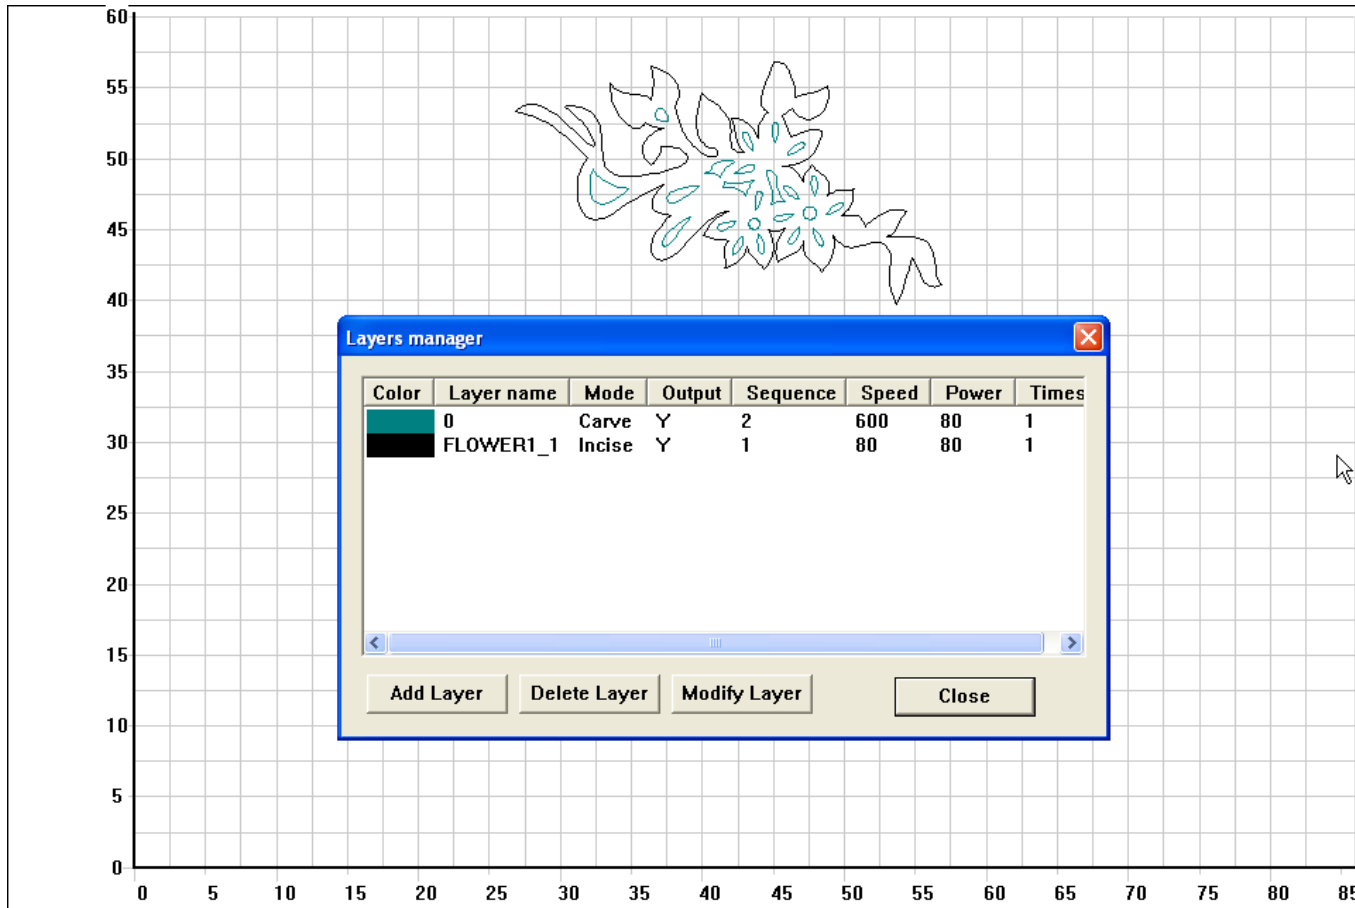 60
55
50
45
40
Layers manager
35
Color Layer name Mode Output Sequence Speed Power Times
0 Carve Y 2 600 80 1
30
FLOWER1_1 Incise Y 1 80 80 1
25
20
15
Add Layer Delete Layer Modify Layer Close
10
5
0
0 5 10 15 20 25 30 35 40 45 50 55 60 65 70 75 80 85